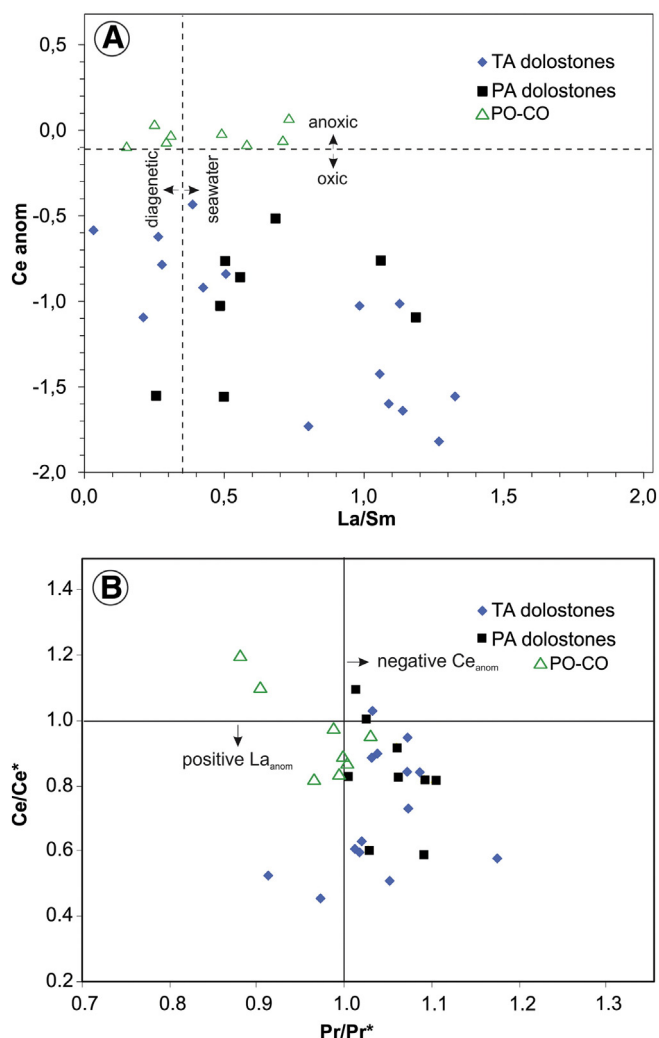 A
0,5
0,0
-0,5
-1,0
-1,5
-2,0
Ce anom
TA dolostones
PA dolostones
PO-CO
anoxic
oxic
diagenetic
seawater
0,0
0,5
1,0
1,5
2,0
La/Sm
B
1.4
1.2
1.0
0.8
0.6
0.4
0.2
Ce/Ce*
TA dolostones
PA dolostones
PO-CO
negative Ceanom
positive Laanom
0.7
0.8
0.9
1.0
1.1
1.2
1.3
Pr/Pr*